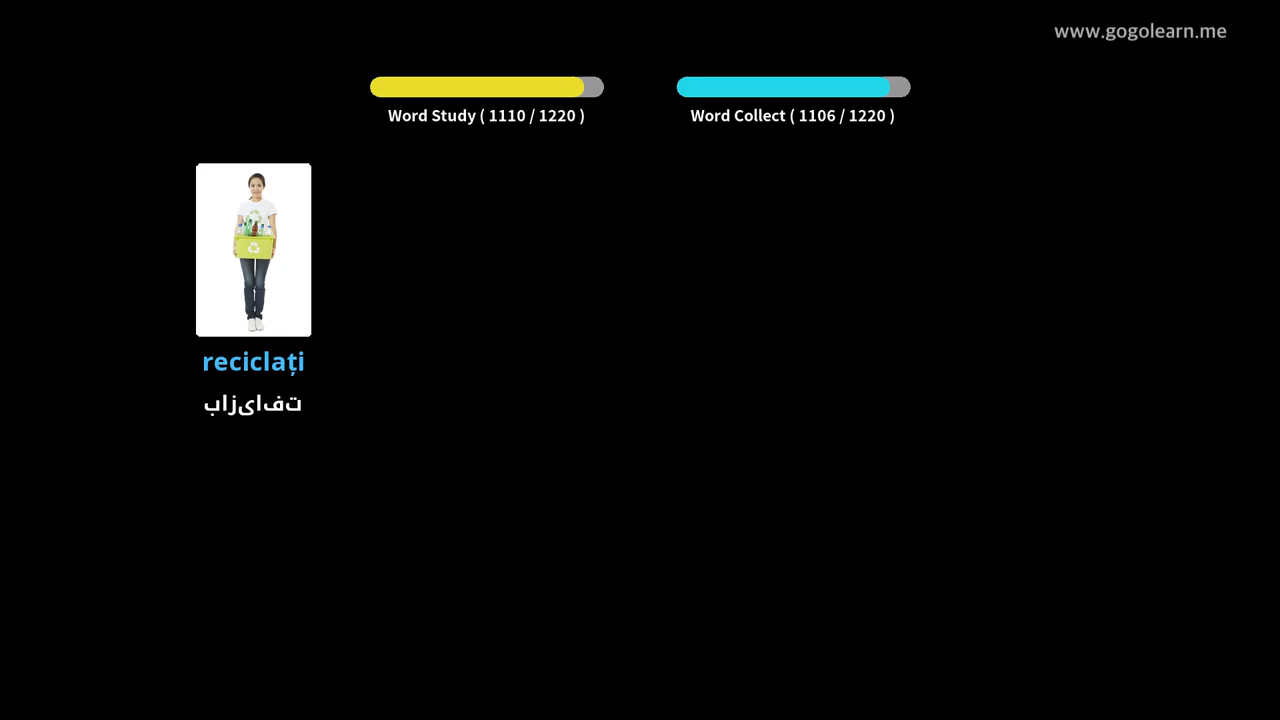 www.gogolearn.me
Word Study ( 1110 / 1220 )
Word Collect ( 1106 / 1220 )
reciclați
تفایزاب